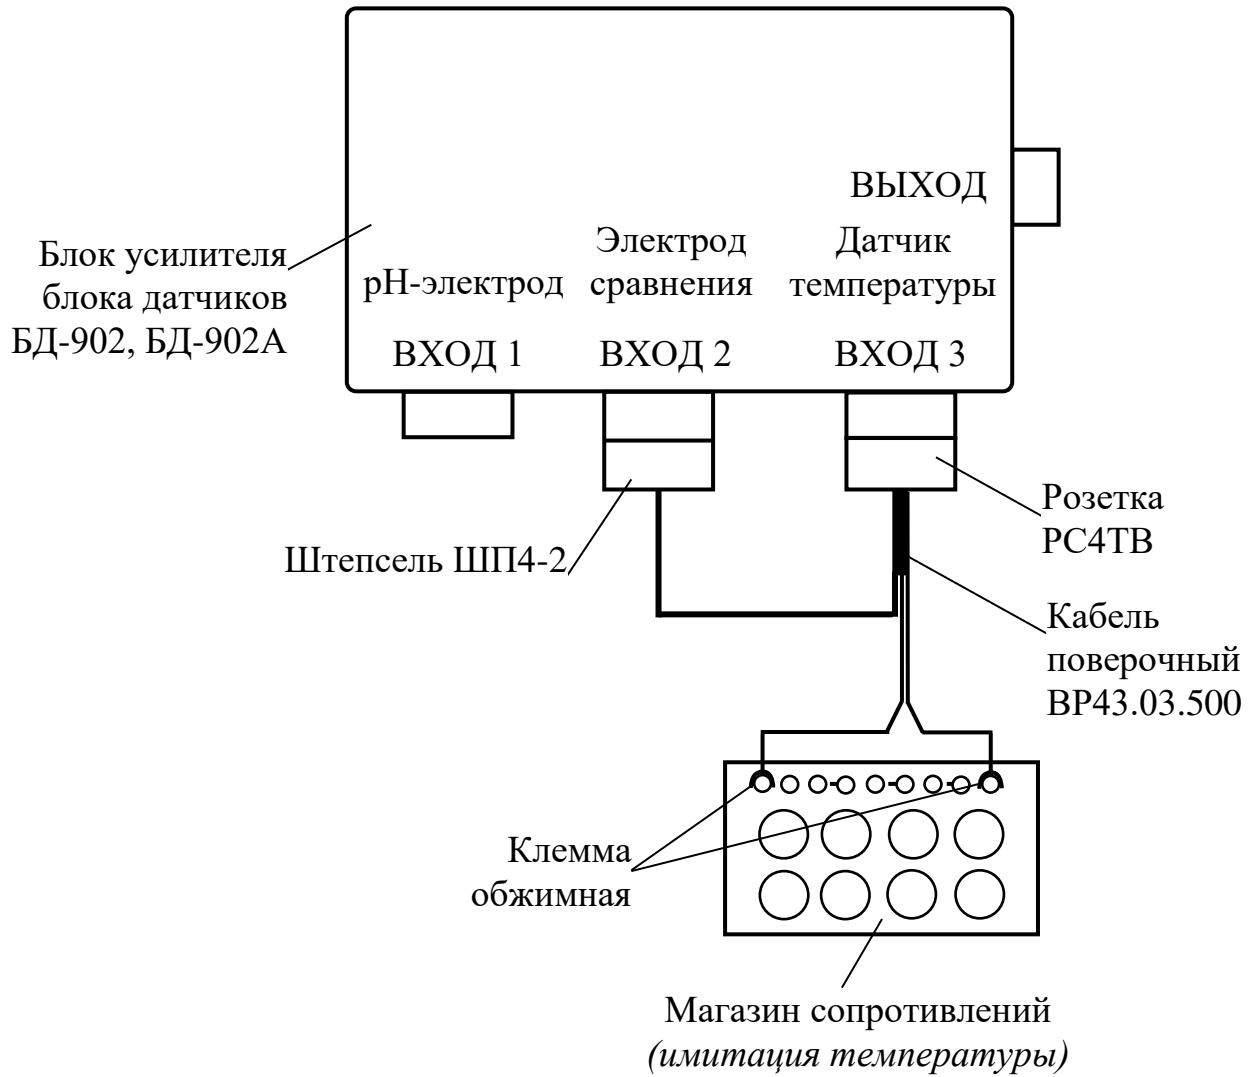 ВЫХОД
Блок усилителя
блока датчиков
БД-902, БД-902А
pH-электрод
Электрод
сравнения
Датчик
температуры
ВХОД 1
ВХОД 2
ВХОД 3
Штепсель ШП4-2
Розетка
РС4ТВ
Кабель
поверочный
ВР43.03.500
Клемма
обжимная
Магазин сопротивлений
(имитация температуры)